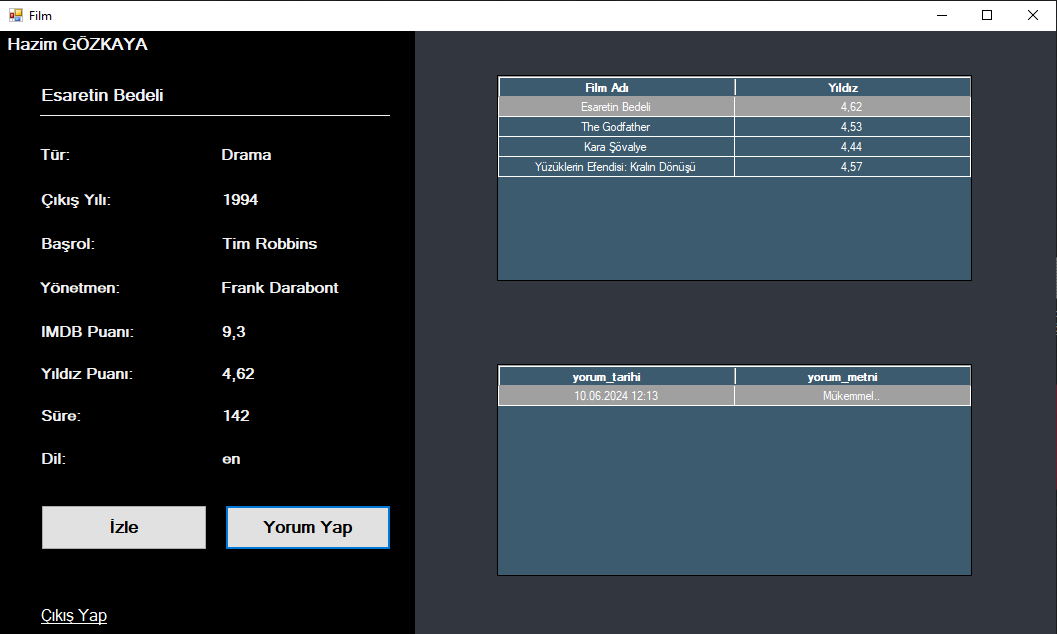 Film
Hazim GÖZKAYA
Esaretin Bedeli
Tür: Drama
Çıkış Yılı: 1994
Başrol: Tim Robbins
Yönetmen: Frank Darabont
IMDB Puanı: 9,3
Yıldız Puanı: 4,62
Süre: 142
Dil: en
İzle Yorum Yap
Çıkış Yap
Film Adı Yıldız
Esaretin Bedeli 4,62
The Godfather 4,53
Kara Şövalye 4,44
Yüzüklerin Efendisi: Kralın Dönüşü 4,57
yorum_tarihi yorum_metni
10.06.2024 12:13 Mükemmel..